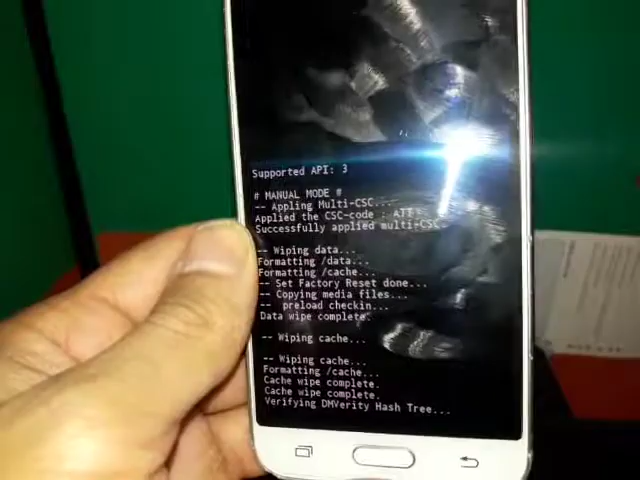 Supported API: 3
# MANUAL MODE #
-- Appling Multi-CSC...
Applied the CSC-code : ATT
Successfully applied multi-CSC.
-- Wiping data...
Formatting /data...
Formatting /cache...
-- Set Factory Reset done...
-- Copying media files...
-- preload checkin...
Data wipe complete.
-- Wiping cache...
-- Wiping cache...
Formatting /cache...
Cache wipe complete.
Cache wipe complete.
Verifying DMVerity Hash Tree...